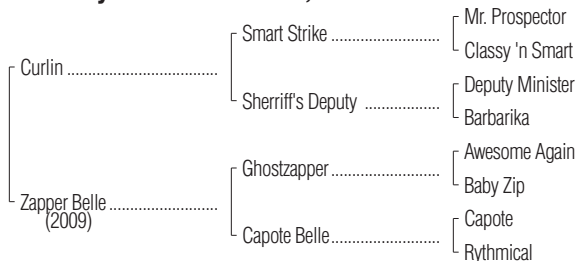 Mr. Prospector
Smart Strike ........................
Classy 'n Smart
Curlin ..................................
Deputy Minister
Sherriff's Deputy ................
Barbarika
Awesome Again
Ghostzapper ........................
Baby Zip
Zapper Belle ........................
(2009)
Capote
Capote Belle ........................
Rythmical